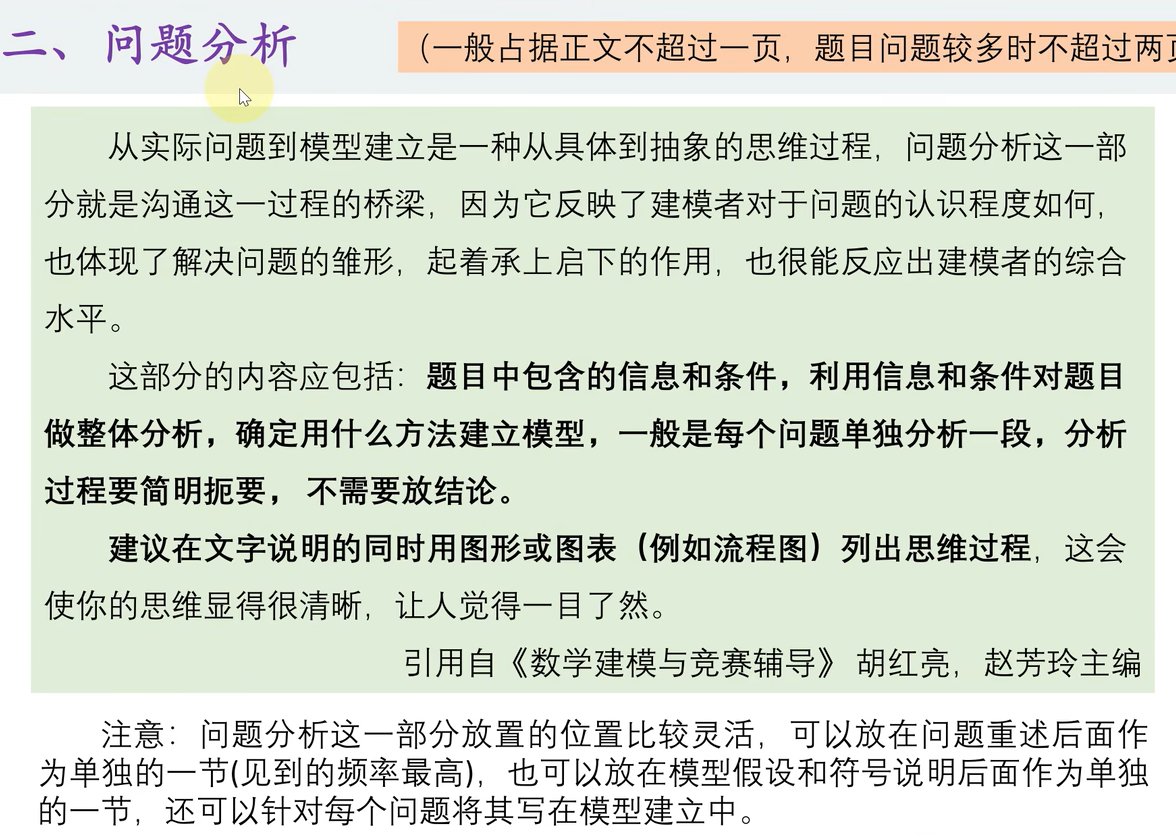 二、问题分析
（一般占据正文不超过一页，题目问题较多时不超过两
从实际问题到模型建立是一种从具体到抽象的思维过程，问题分析这一部
分就是沟通这一过程的桥梁，因为它反映了建模者对于问题的认识程度如何，
也体现了解决问题的雏形，起着承上启下的作用，也很能反应出建模者的综合
水平。
这部分的内容应包括：题目中包含的信息和条件，利用信息和条件对题目
做整体分析，确定用什么方法建立模型，一般是每个问题单独分析一段，分析
过程要简明扼要， 不需要放结论。
建议在文字说明的同时用图形或图表（例如流程图）列出思维过程，这会
使你的思维显得很清晰，让人觉得一目了然。
引用自《数学建模与竞赛辅导》 胡红亮，赵芳玲主编
注意：问题分析这一部分放置的位置比较灵活，可以放在问题重述后面作
为单独的一节(见到的频率最高)，也可以放在模型假设和符号说明后面作为单独
的一节，还可以针对每个问题将其写在模型建立中。